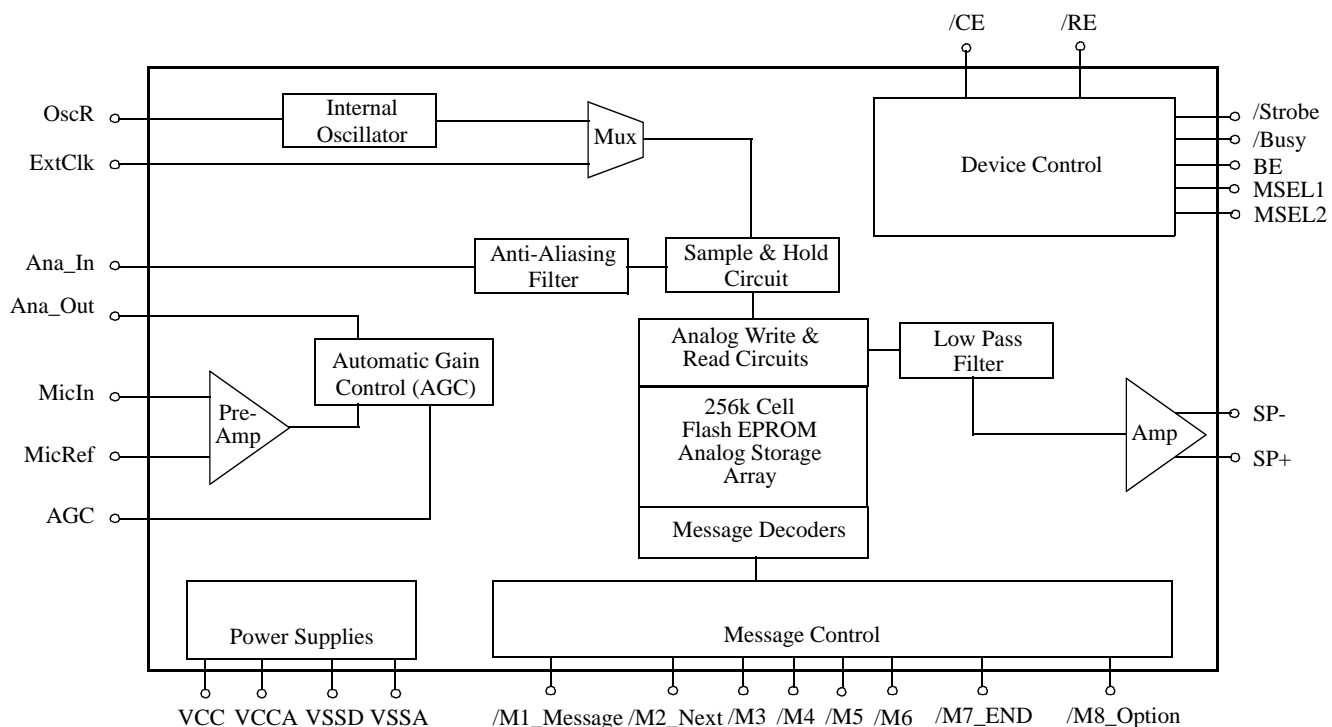 /CE
/RE
OscR
Internal
Oscillator
Mux
ExtClk
Device Control
/Strobe
/Busy
BE
MSEL1
MSEL2
Ana_In
Anti-Aliasing
Filter
Sample & Hold
Circuit
Ana_Out
Automatic Gain
Control (AGC)
Analog Write &
Read Circuits
Low Pass
Filter
MicIn
Pre-
Amp
MicRef
AGC
256k Cell
Flash EPROM
Analog Storage
Array
Amp
SP-
SP+
Message Decoders
Power Supplies
Message Control
VCC
VCCA
VSSD
VSSA
/M1_Message
/M2_Next
/M3
/M4
/M5
/M6
/M7_END
/M8_Option